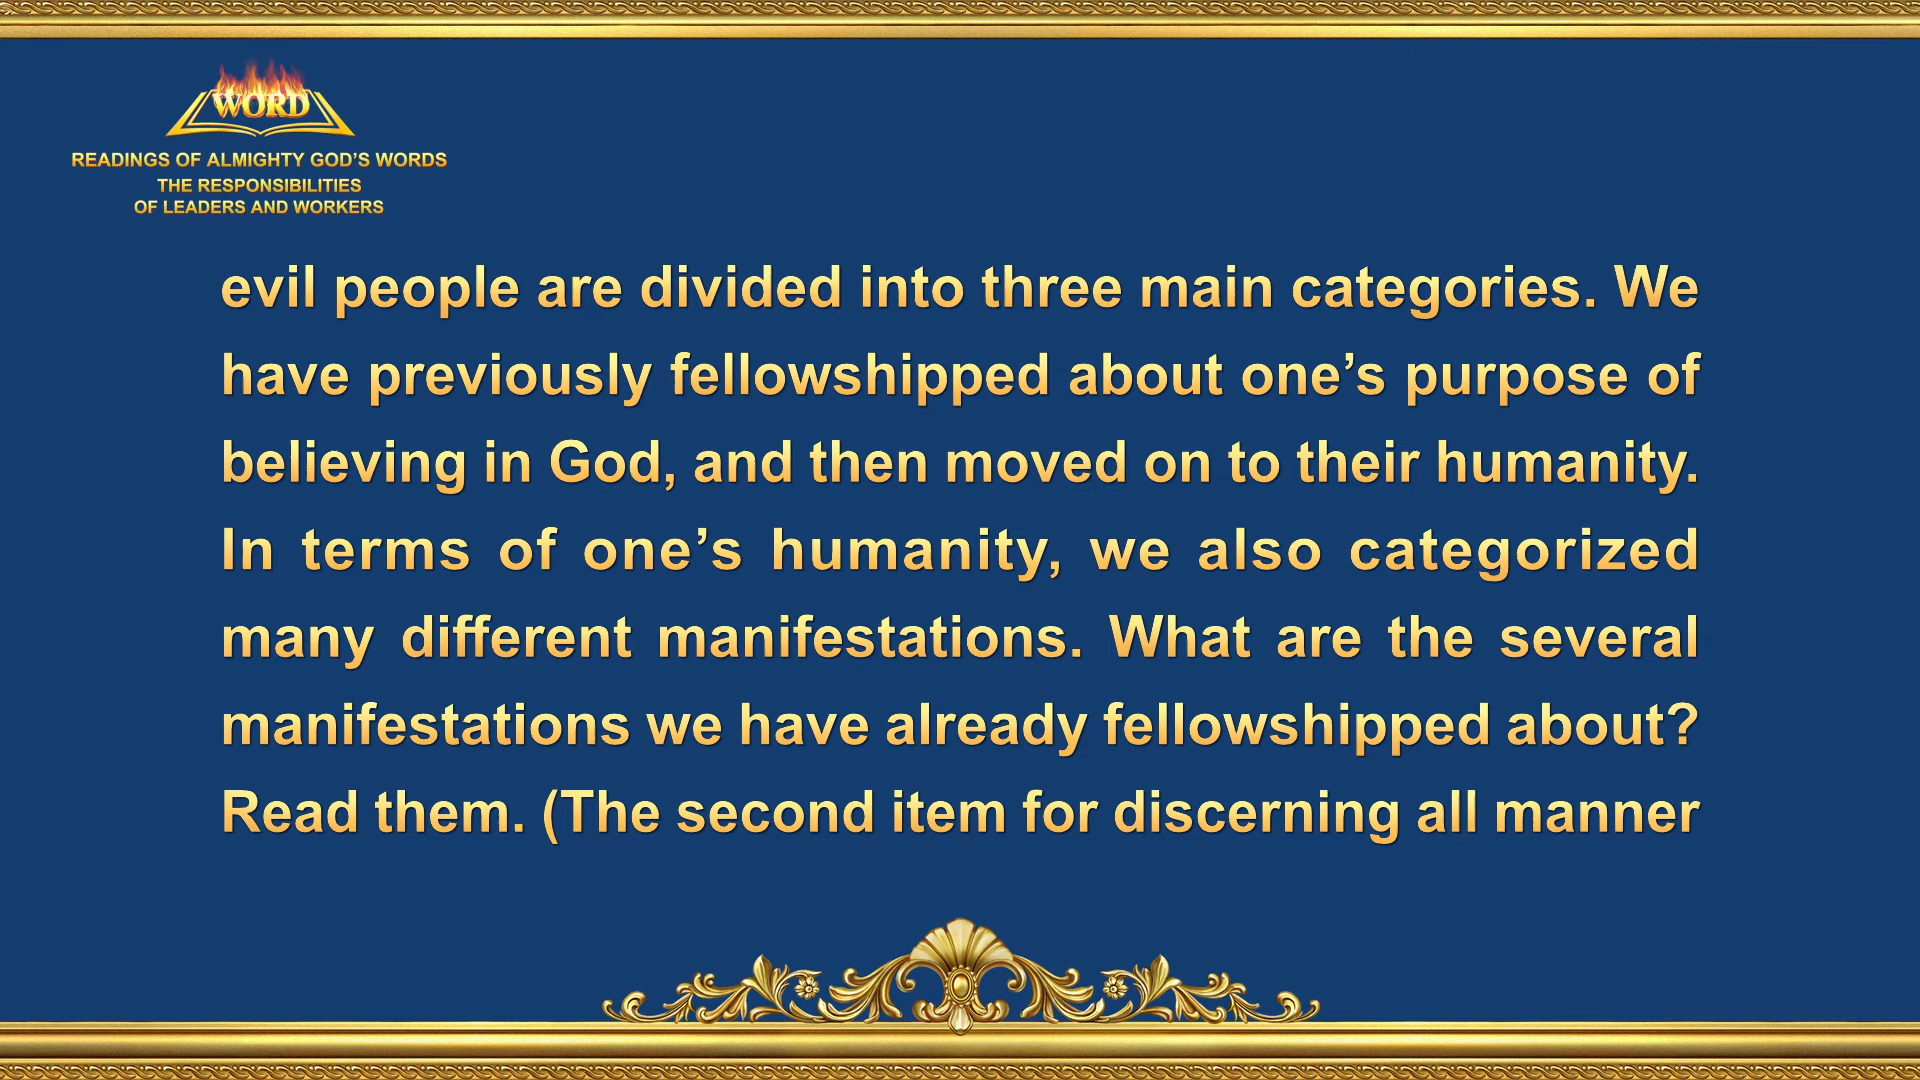 WORD
READINGS OF ALMIGHTY GOD’S WORDS
THE RESPONSIBILITIES
OF LEADERS AND WORKERS
evil people are divided into three main categories. We
have previously fellowshipped about one’s purpose of
believing in God, and then moved on to their humanity.
In terms of one’s humanity, we also categorized
many different manifestations. What are the several
manifestations we have already fellowshipped about?
Read them. (The second item for discerning all manner